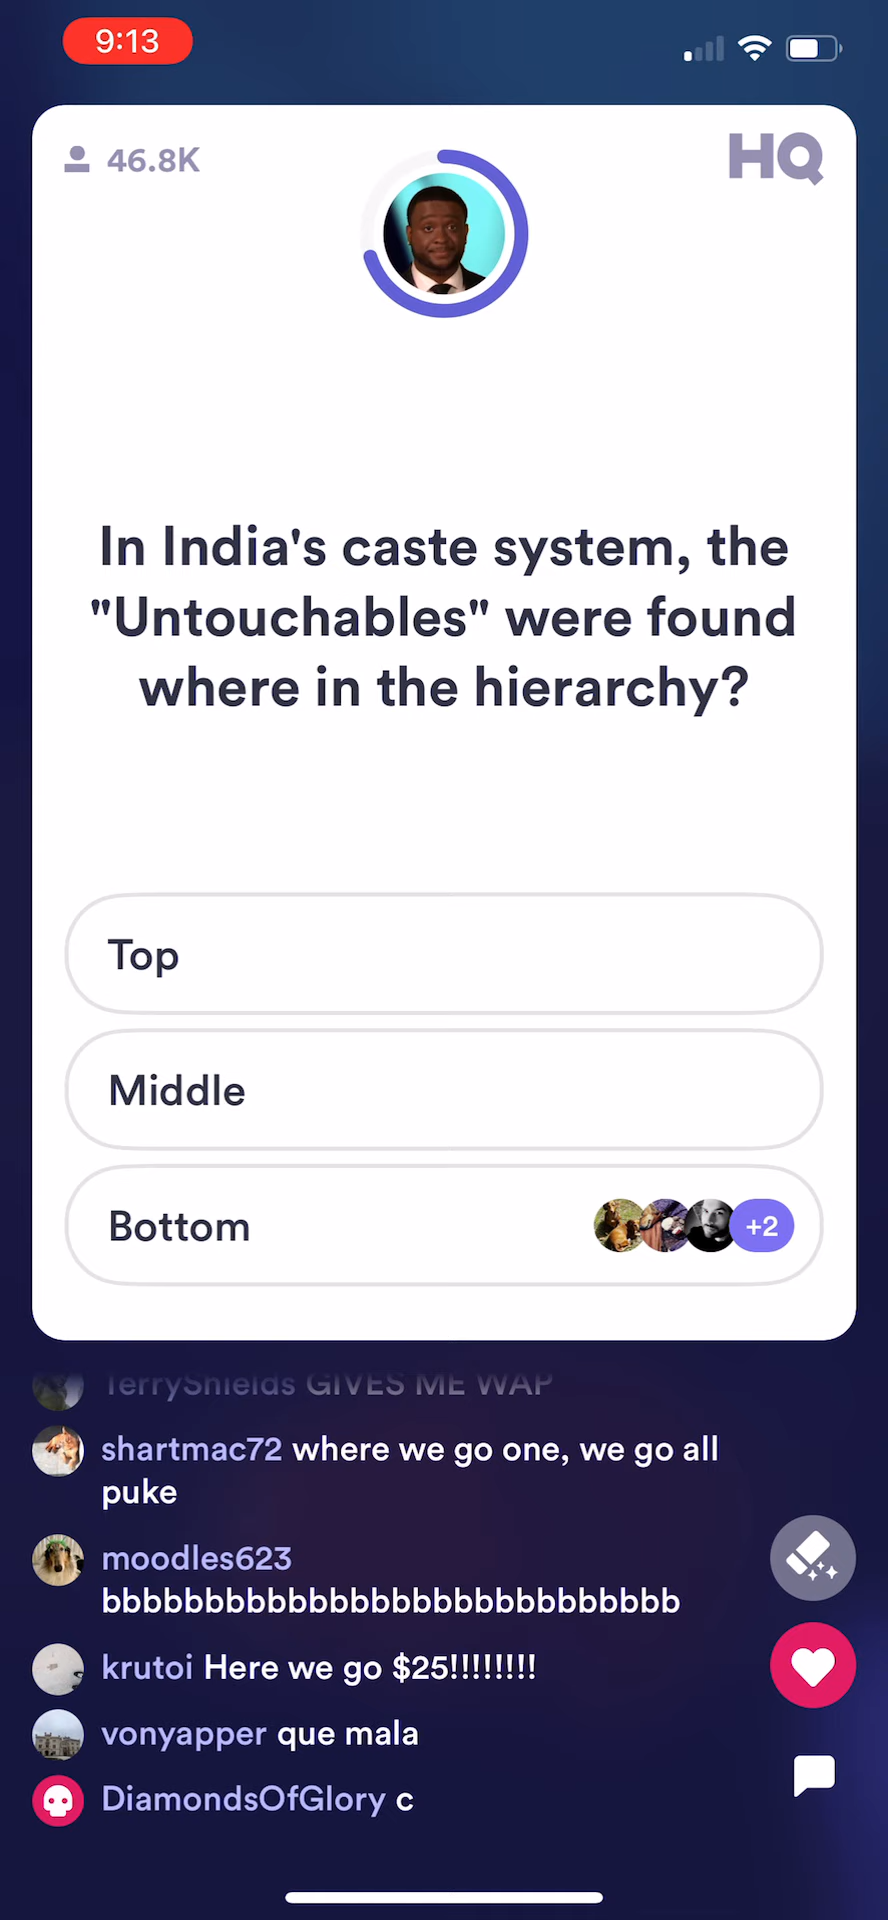 9:13
46.8K
HQ
In India's caste system, the
"Untouchables" were found
where in the hierarchy?
Top
Middle
Bottom
+2
TerryShields GIVES ME WAP
shartmac72 where we go one, we go all
puke
moodles623
bbbbbbbbbbbbbbbbbbbbbbbbbbbb
krutoi Here we go $25!!!!!!!!
vonyapper que mala
DiamondsOfGlory c